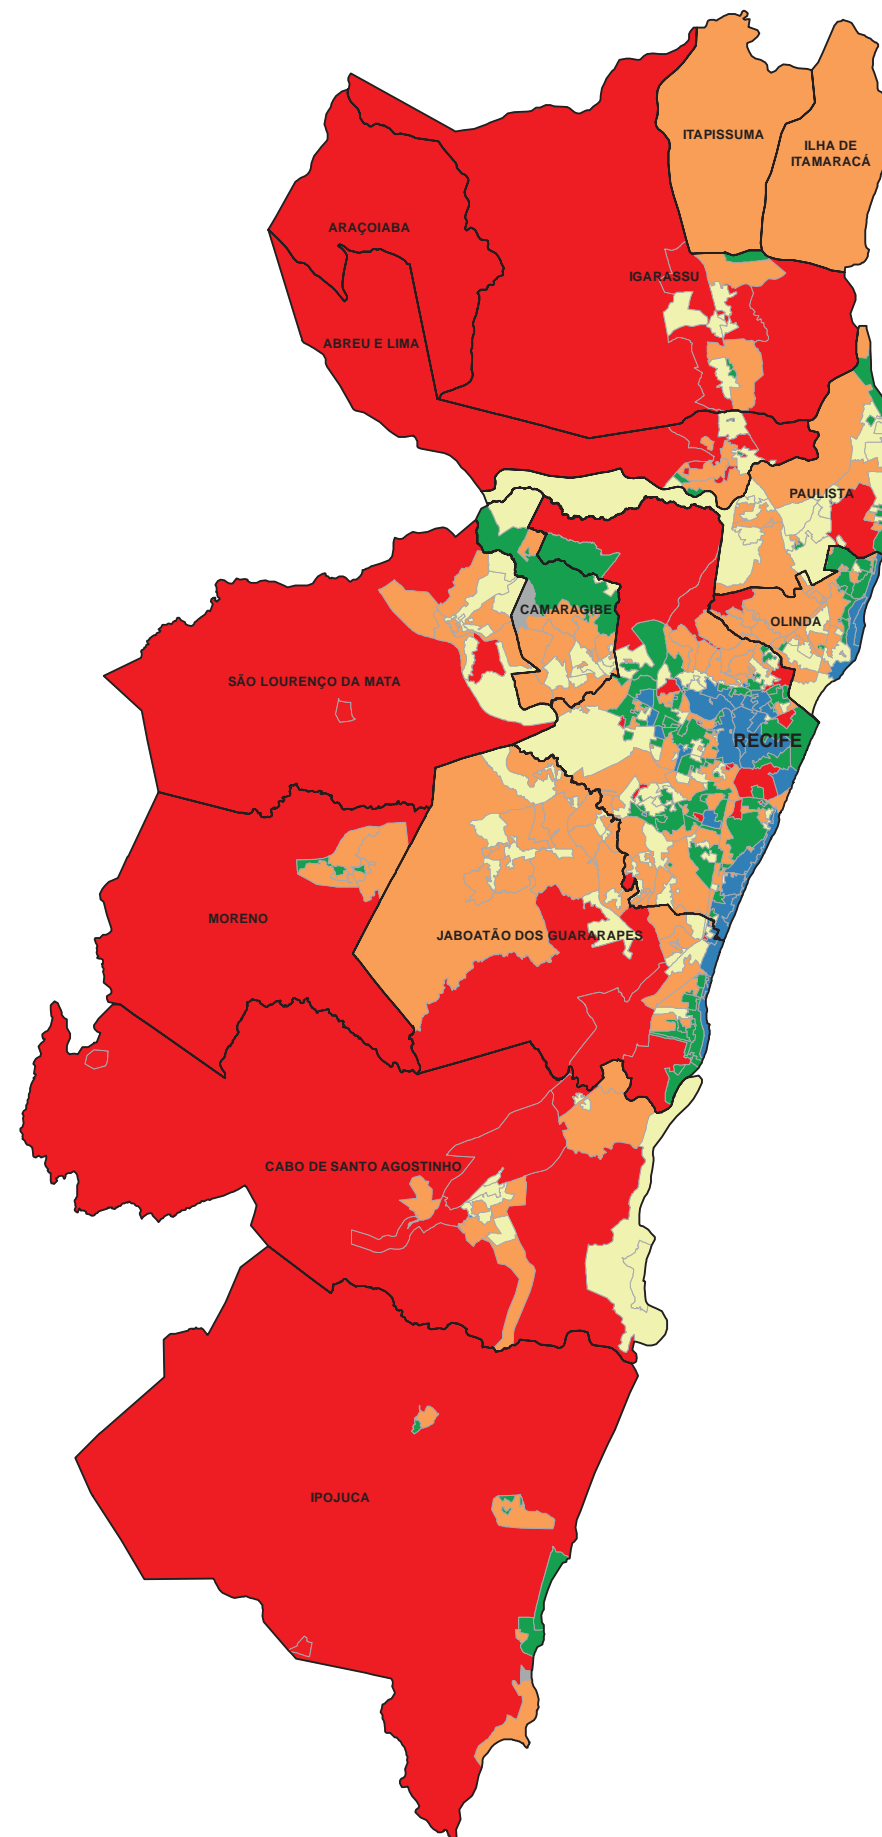 ITAPISSUMA
ILHA DE
ITAMARACÁ
ARAÇOIABA
IGARASSU
ABREU E LIMA
PAULISTA
CAMARAGIBE
OLINDA
SÃO LOURENÇO DA MATA
RECIFE
MORENO
JABOATÃO DOS GUARARAPES
CABO DE SANTO AGOSTINHO
IPOJUCA